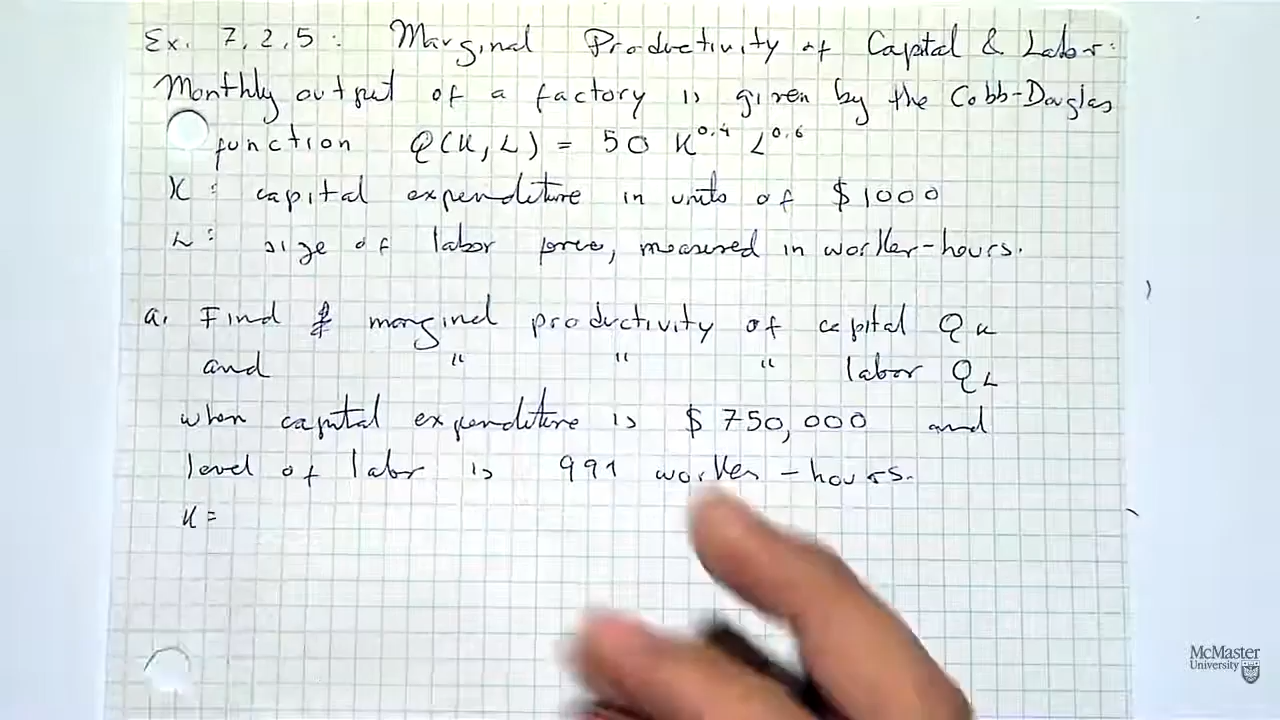 Ex. 7.2.5: Marginal Productivity of Capital & Labor:
Monthly output of a factory is given by the Cobb-Douglas
function Q(K, L) = 50 K^0.4 L^0.6
K: capital expenditure in units of $1000
L: size of labor force, measured in worker-hours.
a. Find marginal productivity of capital Q_K
and " " " labor Q_L
when capital expenditure is $750,000 and
level of labor is 991 worker-hours.
K =
McMaster
University